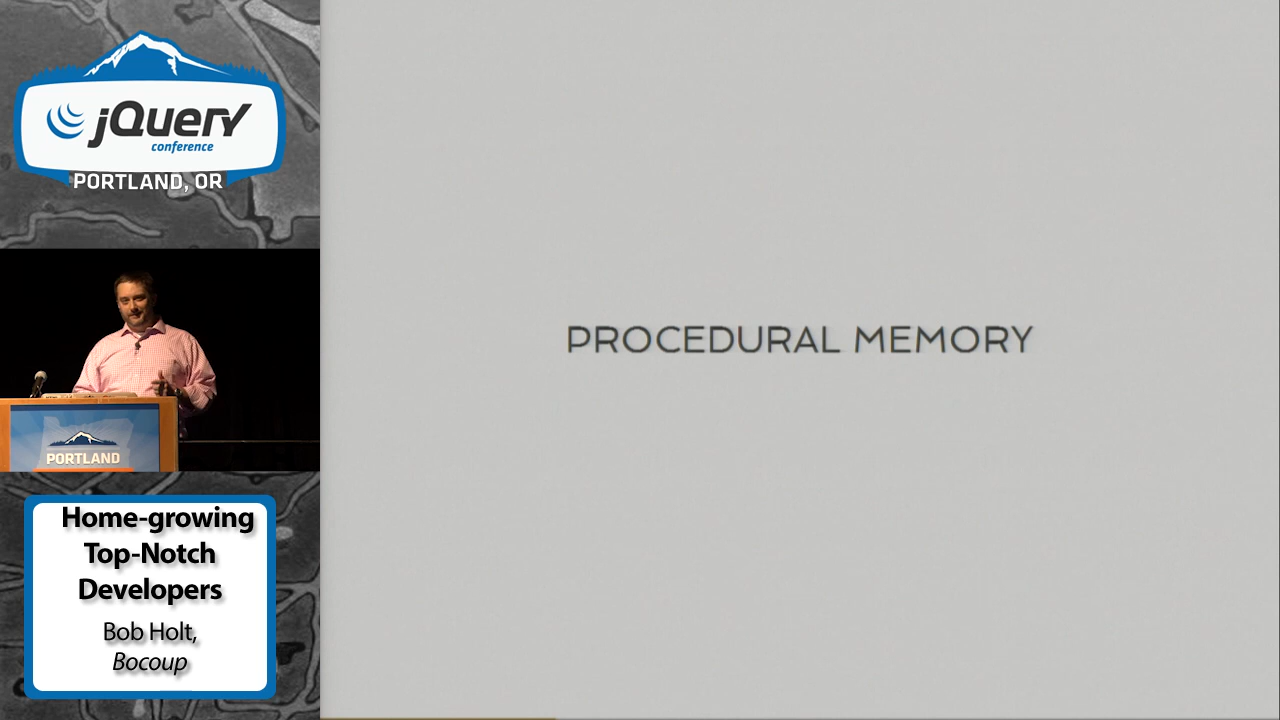 jQuery
conference
PORTLAND, OR
PROCEDURAL MEMORY
PORTLAND
Home-growing
Top-Notch
Developers
Bob Holt,
Bocoup